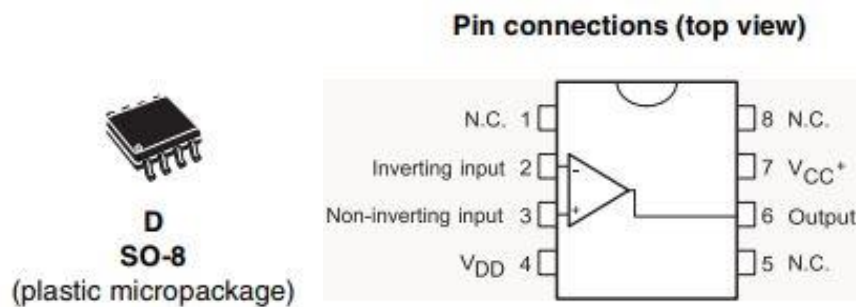 Pin connections (top view)
D
SO-8
(plastic micropackage)
N.C. 1
8 N.C.
Inverting input 2
-
7 VCC+
Non-inverting input 3
+
6 Output
VDD 4
5 N.C.